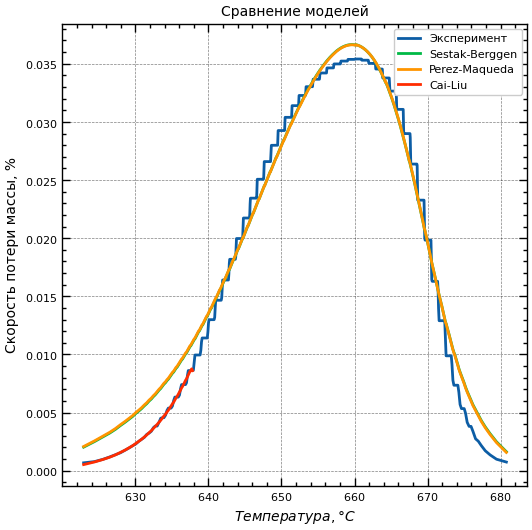 Сравнение моделей
Эксперимент
Sestak-Berggen
Perez-Maqueda
Cai-Liu
Скорость потери массы, %
0.035
0.030
0.025
0.020
0.015
0.010
0.005
0.000
630 640 650 660 670 680
Температура, °C